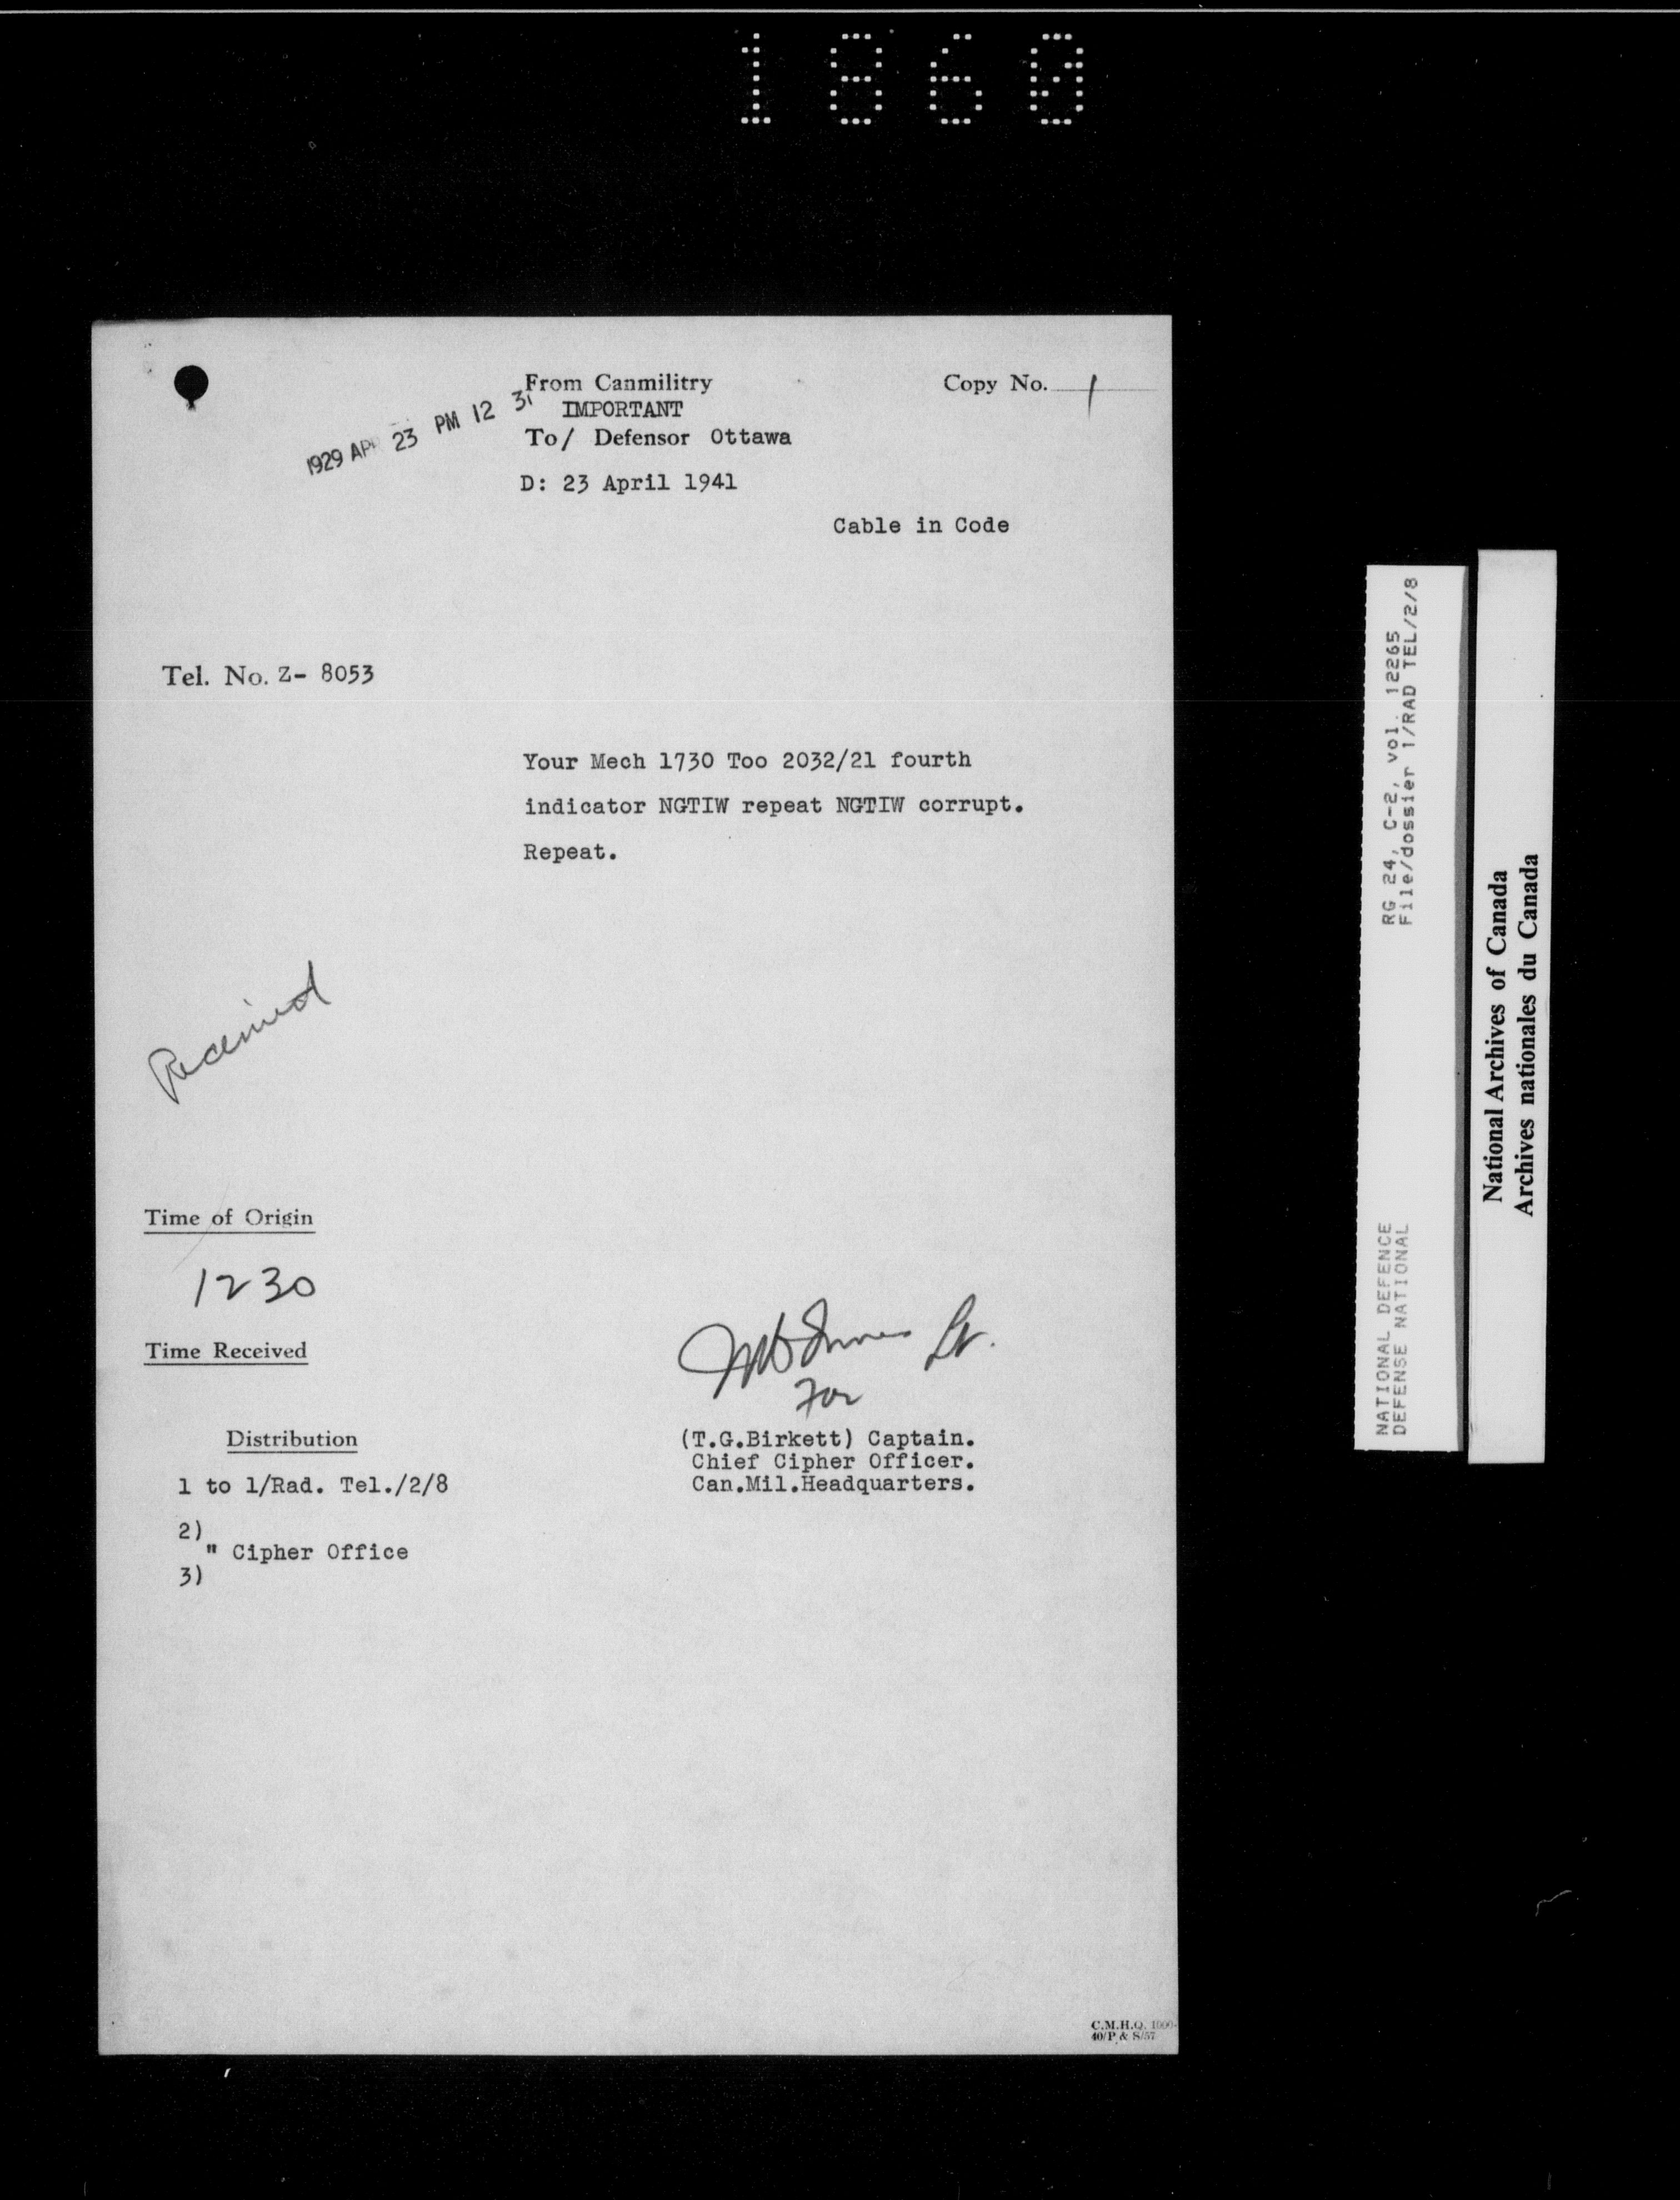 1860
From Canmilitry
Copy No. 1
IMPORTANT
1929 APR 23 PM 12 31
To/ Defensor Ottawa
D: 23 April 1941
Cable in Code
Tel. No. Z- 8053
Your Mech 1730 Too 2032/21 fourth
indicator NGTIW repeat NGTIW corrupt.
Repeat.
Received
Time of Origin
1230
Time Received
Lt.
For
(T.G.Birkett) Captain.
Chief Cipher Officer.
Can.Mil.Headquarters.
Distribution
1 to 1/Rad. Tel./2/8
2)
" Cipher Office
3)
C.M.H.Q. 1000-
40/P & S/57
RG 24, C-2, vol. 12265
File/dossier 1/RAD TEL/2/8
NATIONAL DEFENCE
DEFENSE NATIONAL
National Archives of Canada
Archives nationales du Canada